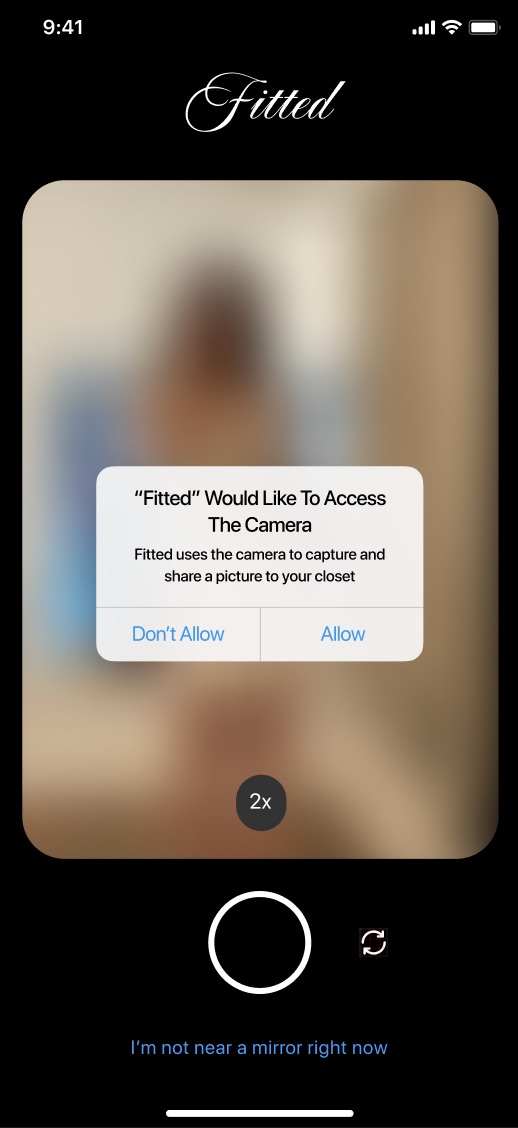 9:41
Fitted
“Fitted” Would Like To Access
The Camera
Fitted uses the camera to capture and
share a picture to your closet
Don’t Allow
Allow
2x
I’m not near a mirror right now